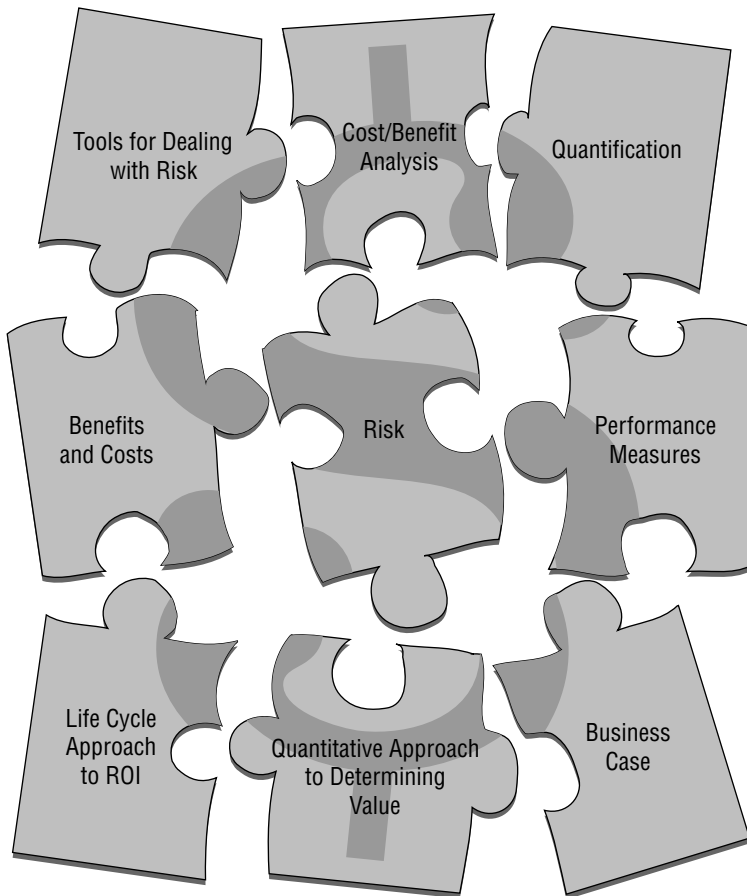 Tools for Dealing
with Risk
Cost/Benefit
Analysis
Quantification
Benefits
and Costs
Risk
Performance
Measures
Life Cycle
Approach
to ROI
Quantitative Approach
to Determining
Value
Business
Case